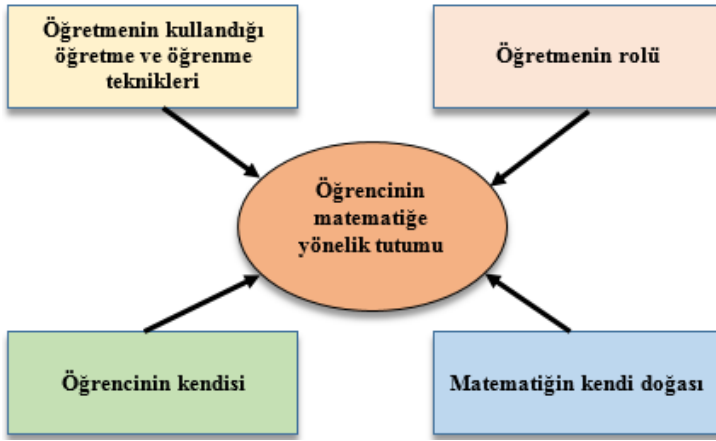 Öğretmenin kullandığı
öğretme ve öğrenme
teknikleri
Öğretmenin rolü
Öğrencinin
matematiğe
yönelik tutumu
Öğrencinin kendisi
Matematiğin kendi doğası